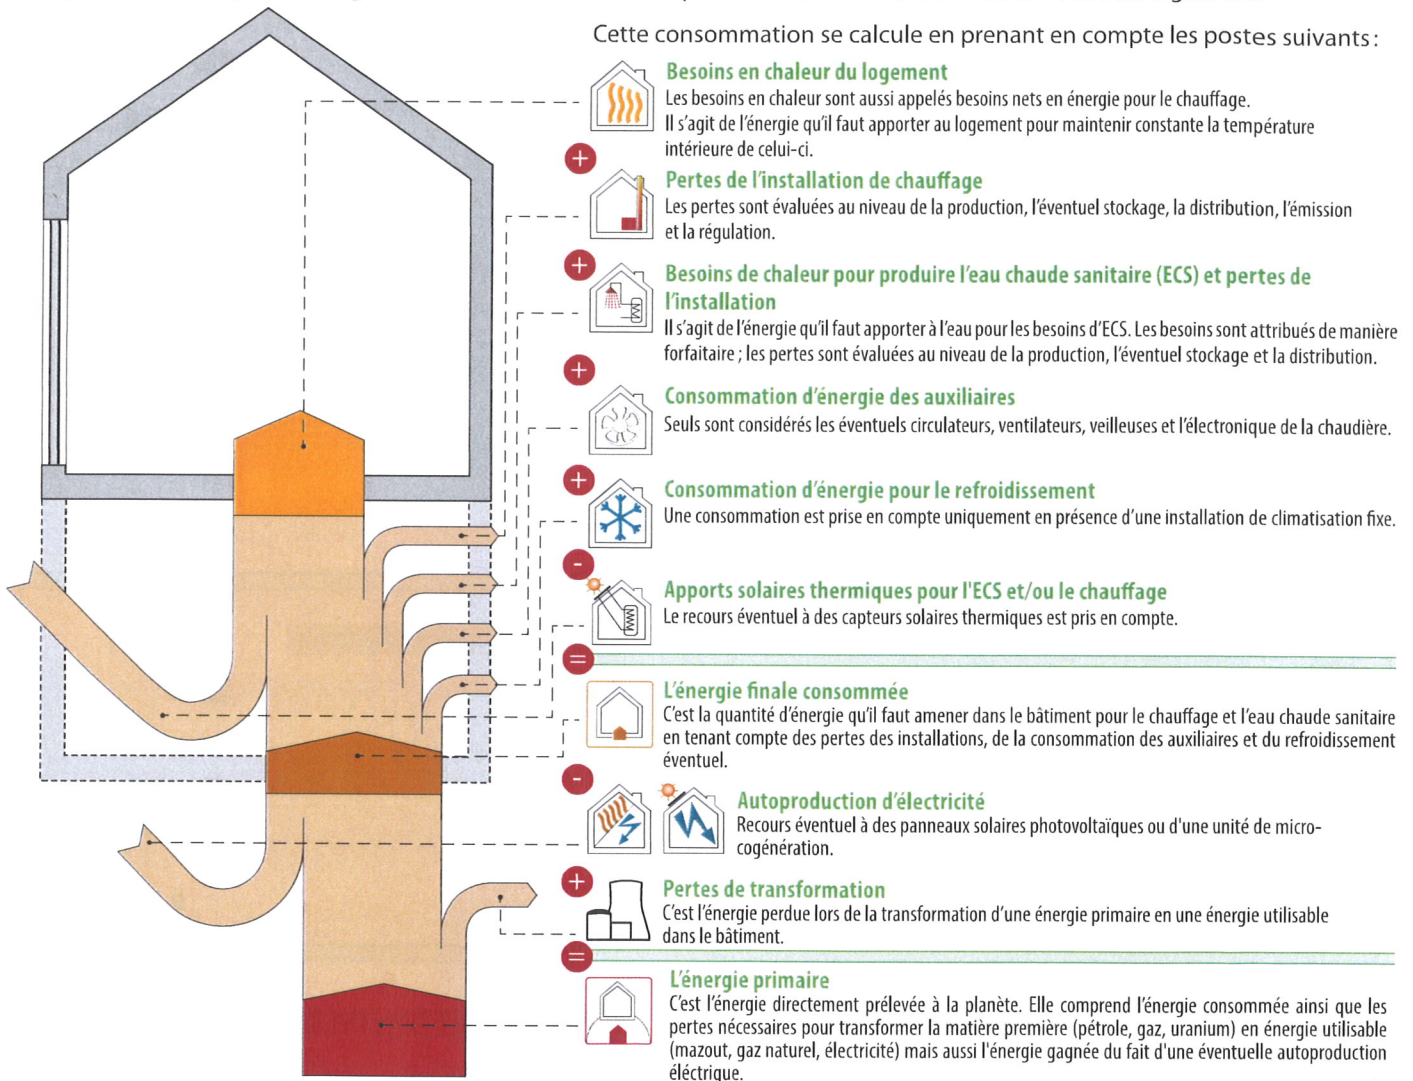 Cette consommation se calcule en prenant en compte les postes suivants :
Besoins en chaleur du logement
Les besoins en chaleur sont aussi appelés besoins nets en énergie pour le chauffage.
Il s'agit de l'énergie qu'il faut apporter au logement pour maintenir constante la température
intérieure de celui-ci.
+
Pertes de l'installation de chauffage
Les pertes sont évaluées au niveau de la production, l'éventuel stockage, la distribution, l'émission
et la régulation.
+
Besoins de chaleur pour produire l'eau chaude sanitaire (ECS) et pertes de
l'installation
Il s'agit de l'énergie qu'il faut apporter à l'eau pour les besoins d'ECS. Les besoins sont attribués de manière
forfaitaire ; les pertes sont évaluées au niveau de la production, l'éventuel stockage et la distribution.
+
Consommation d'énergie des auxiliaires
Seuls sont considérés les éventuels circulateurs, ventilateurs, veilleuses et l'électronique de la chaudière.
+
Consommation d'énergie pour le refroidissement
Une consommation est prise en compte uniquement en présence d'une installation de climatisation fixe.
-
Apports solaires thermiques pour l'ECS et/ou le chauffage
Le recours éventuel à des capteurs solaires thermiques est pris en compte.
=
L'énergie finale consommée
C'est la quantité d'énergie qu'il faut amener dans le bâtiment pour le chauffage et l'eau chaude sanitaire
en tenant compte des pertes des installations, de la consommation des auxiliaires et du refroidissement
éventuel.
-
Autoproduction d'électricité
Recours éventuel à des panneaux solaires photovoltaïques ou d'une unité de micro-
cogénération.
+
Pertes de transformation
C'est l'énergie perdue lors de la transformation d'une énergie primaire en une énergie utilisable
dans le bâtiment.
=
L'énergie primaire
C'est l'énergie directement prélevée à la planète. Elle comprend l'énergie consommée ainsi que les
pertes nécessaires pour transformer la matière première (pétrole, gaz, uranium) en énergie utilisable
(mazout, gaz naturel, électricité) mais aussi l'énergie gagnée du fait d'une éventuelle autoproduction
éléctrique.